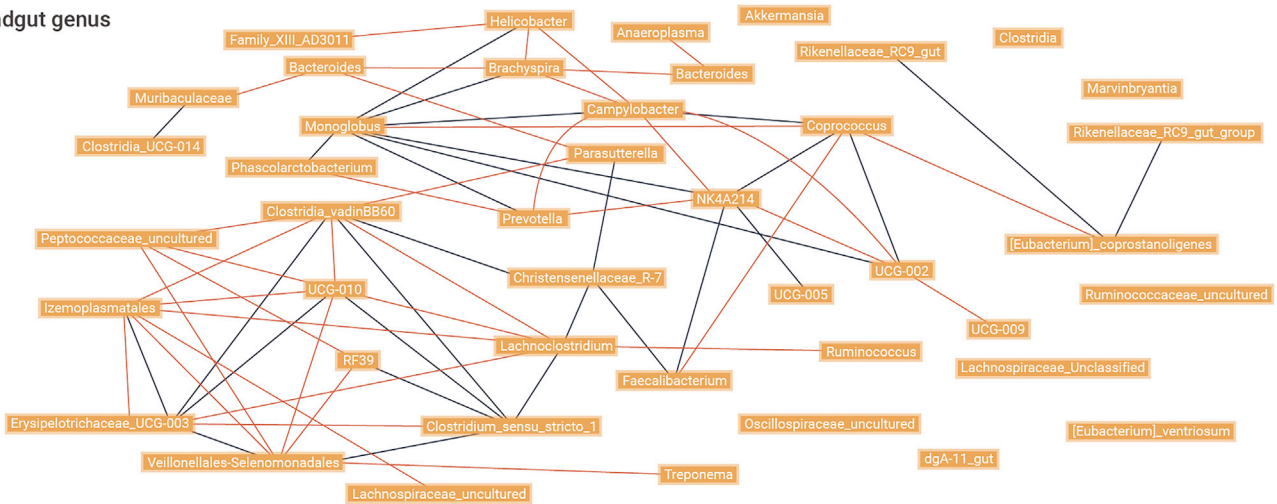 dgut genus
Helicobacter
Akkermansia
Family_XIII_AD3011
Anaeroplasma
Clostridia
Rikenellaceae_RC9_gut
Bacteroides
Brachyspira
Bacteroides
Muribaculaceae
Marvinbryantia
Campylobacter
Monoglobus
Coprococcus
Rikenellaceae_RC9_gut_group
Clostridia_UCG-014
Parasutterella
Phascolarctobacterium
NK4A214
Clostridia_vadinBB60
Prevotella
Peptococcaceae_uncultured
[Eubacterium]_coprostanoligenes
UCG-002
Christensenellaceae_R-7
UCG-010
UCG-005
Ruminococcaceae_uncultured
Izemoplasmatales
UCG-009
Lachnoclostridium
Ruminococcus
RF39
Lachnospiraceae_Unclassified
Faecalibacterium
Erysipelotrichaceae_UCG-003
Clostridium_sensu_stricto_1
Oscillospiraceae_uncultured
[Eubacterium]_ventriosum
Veillonellales-Selenomonadales
dgA-11_gut
Treponema
Lachnospiraceae_uncultured